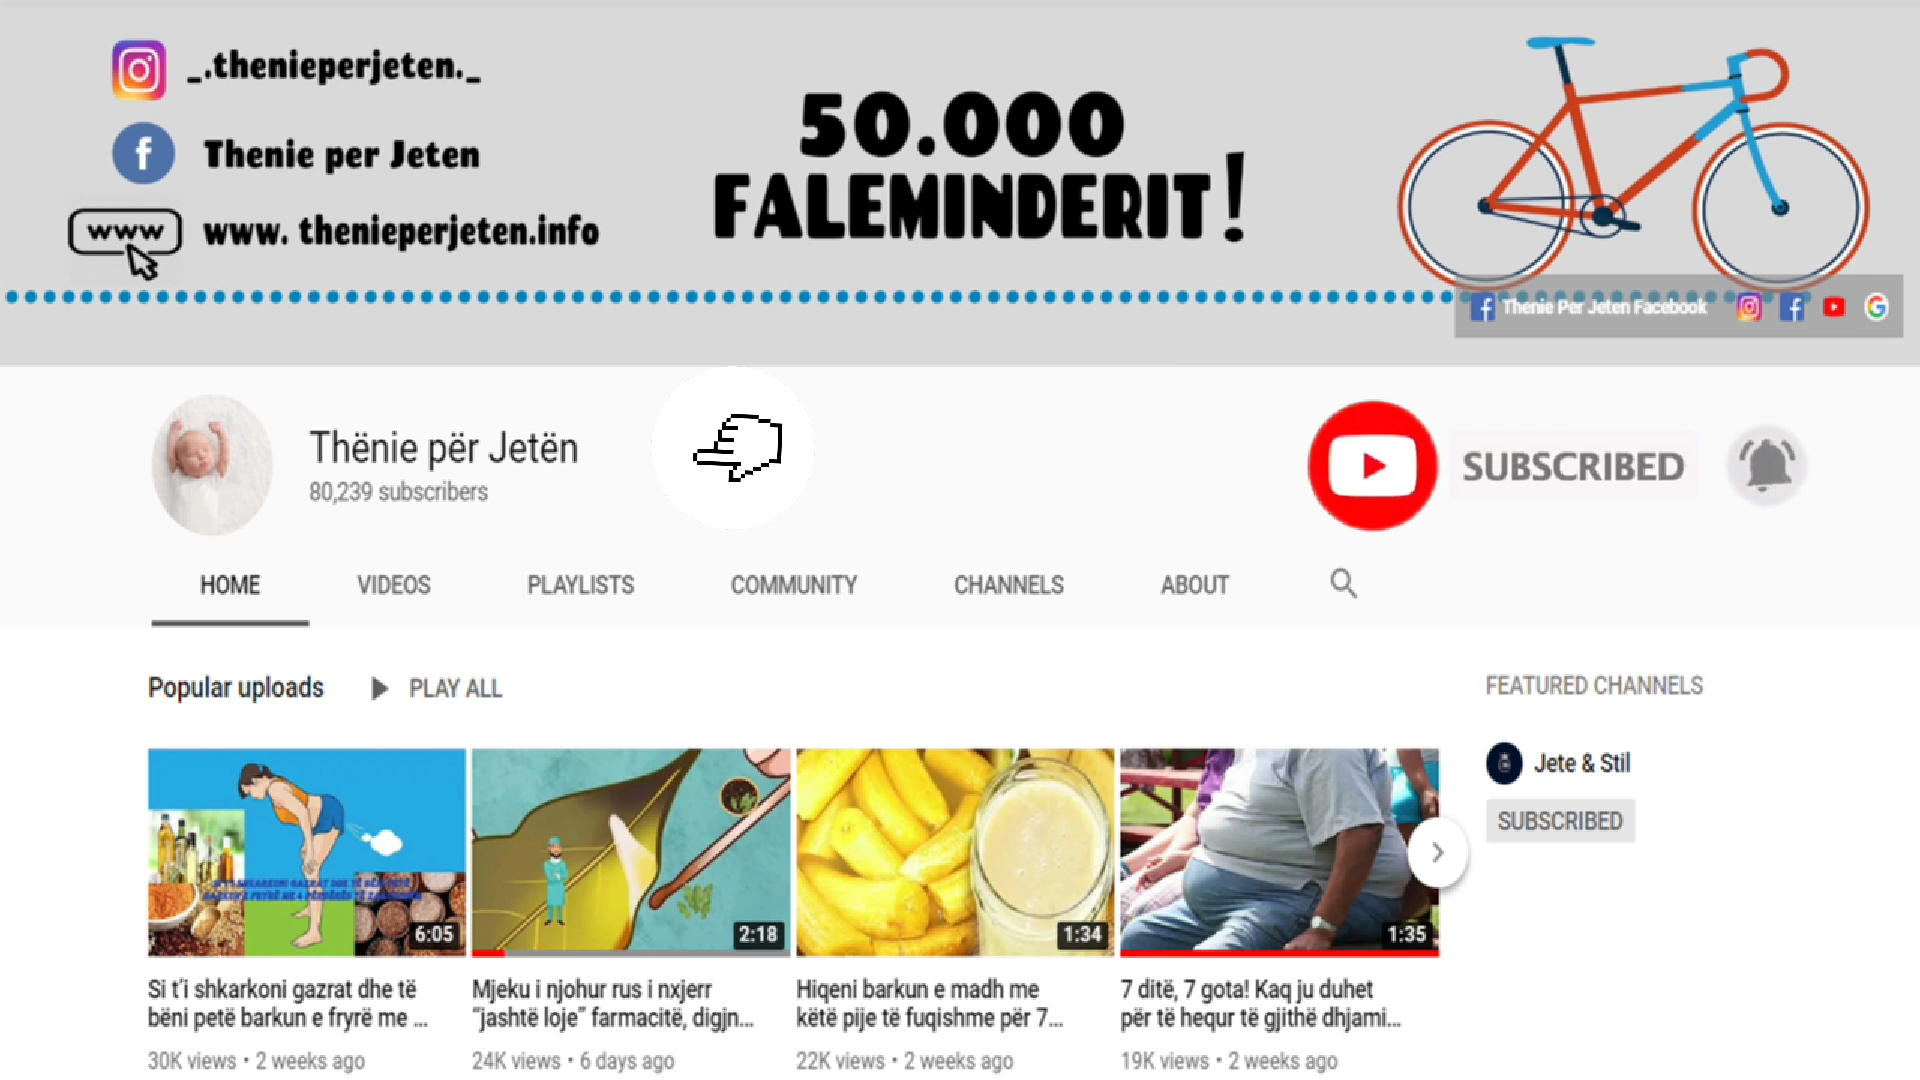 _.thenieperjeten._
Thenie per Jeten
www
www. thenieperjeten.info
50.000
FALEMINDERIT!
Thenie Per Jeten Facebook
Thënie për Jetën
80,239 subscribers
SUBSCRIBED
HOME
VIDEOS
PLAYLISTS
COMMUNITY
CHANNELS
ABOUT
Popular uploads
PLAY ALL
6:05
Si t'i shkarkoni gazrat dhe të
bëni petë barkun e fryrë me ...
30K views • 2 weeks ago
2:18
Mjeku i njohur rus i nxjerr
"jashtë loje" farmacitë, digjn...
24K views • 6 days ago
1:34
Hiqeni barkun e madh me
këtë pije të fuqishme për 7...
22K views • 2 weeks ago
1:35
7 ditë, 7 gota! Kaq ju duhet
për të hequr të gjithë dhjami...
19K views • 2 weeks ago
FEATURED CHANNELS
Jete & Stil
SUBSCRIBED